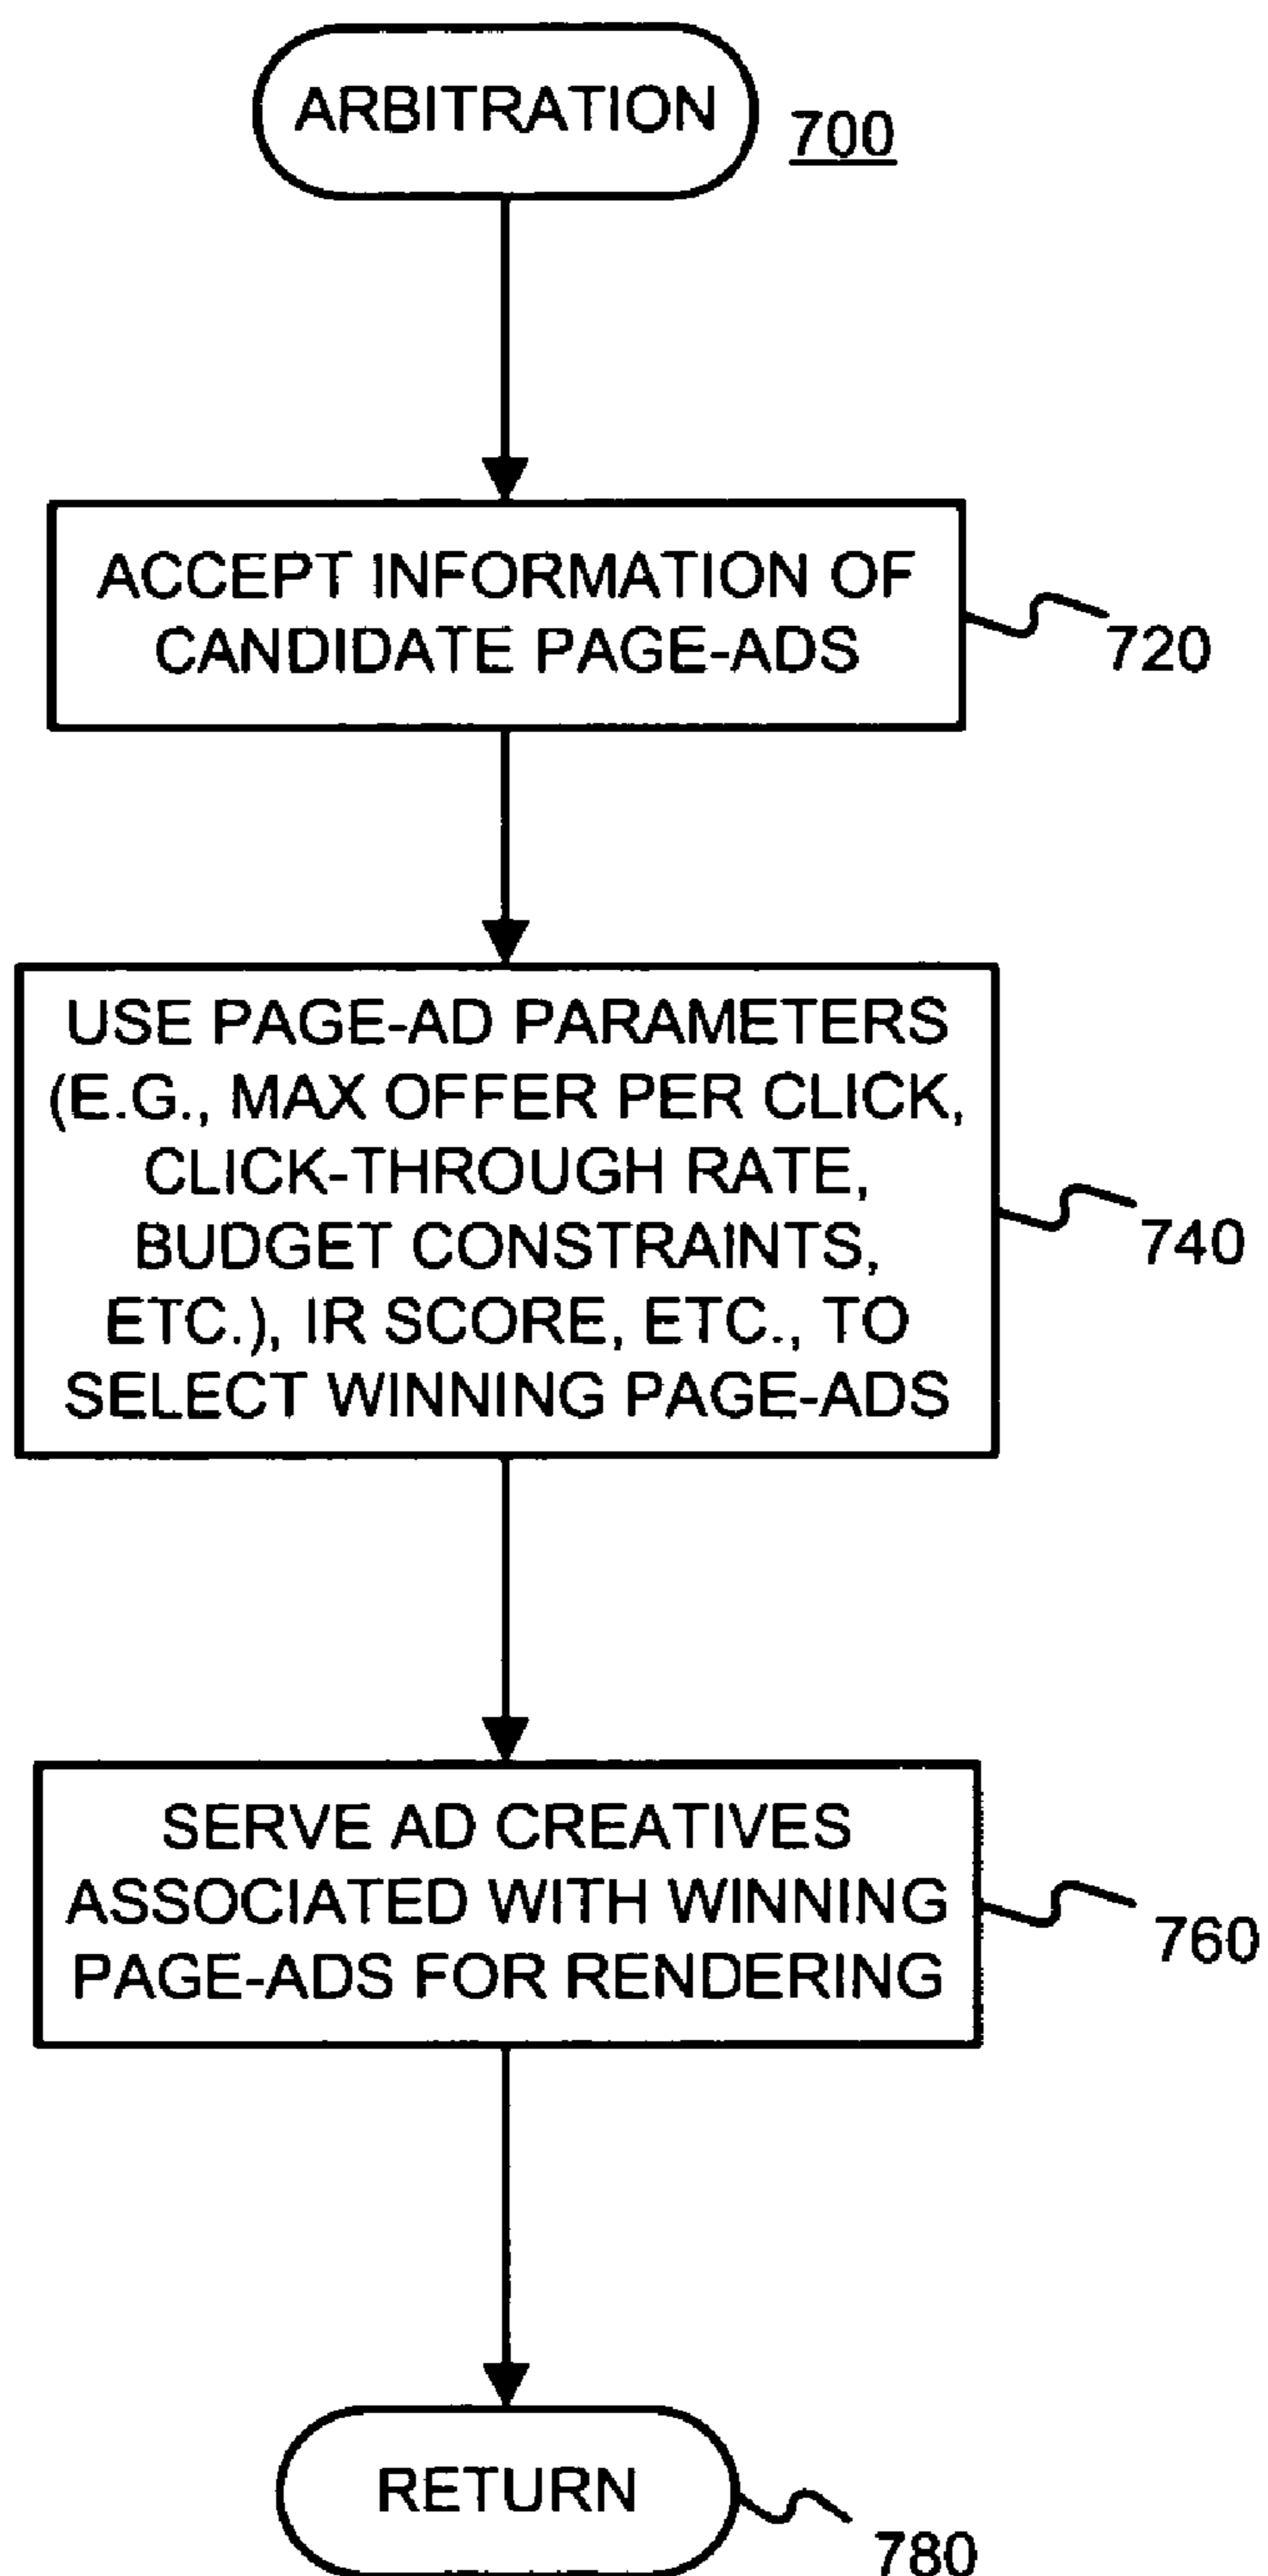 ARBITRATION
700
ACCEPT INFORMATION OF
CANDIDATE PAGE-ADS
720
USE PAGE-AD PARAMETERS
(E.G., MAX OFFER PER CLICK,
CLICK-THROUGH RATE,
BUDGET CONSTRAINTS,
ETC.), IR SCORE, ETC., TO
SELECT WINNING PAGE-ADS
740
SERVE AD CREATIVES
ASSOCIATED WITH WINNING
PAGE-ADS FOR RENDERING
760
RETURN
780